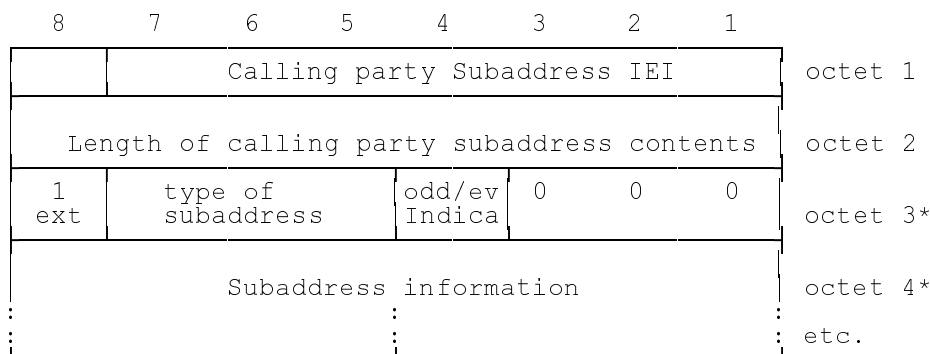 8 7 6 5 4 3 2 1
Calling party Subaddress IEI octet 1
Length of calling party subaddress contents octet 2
1 type of odd/ev 0 0 0
ext subaddress Indica octet 3*
Subaddress information octet 4*
: : :
: : : etc.